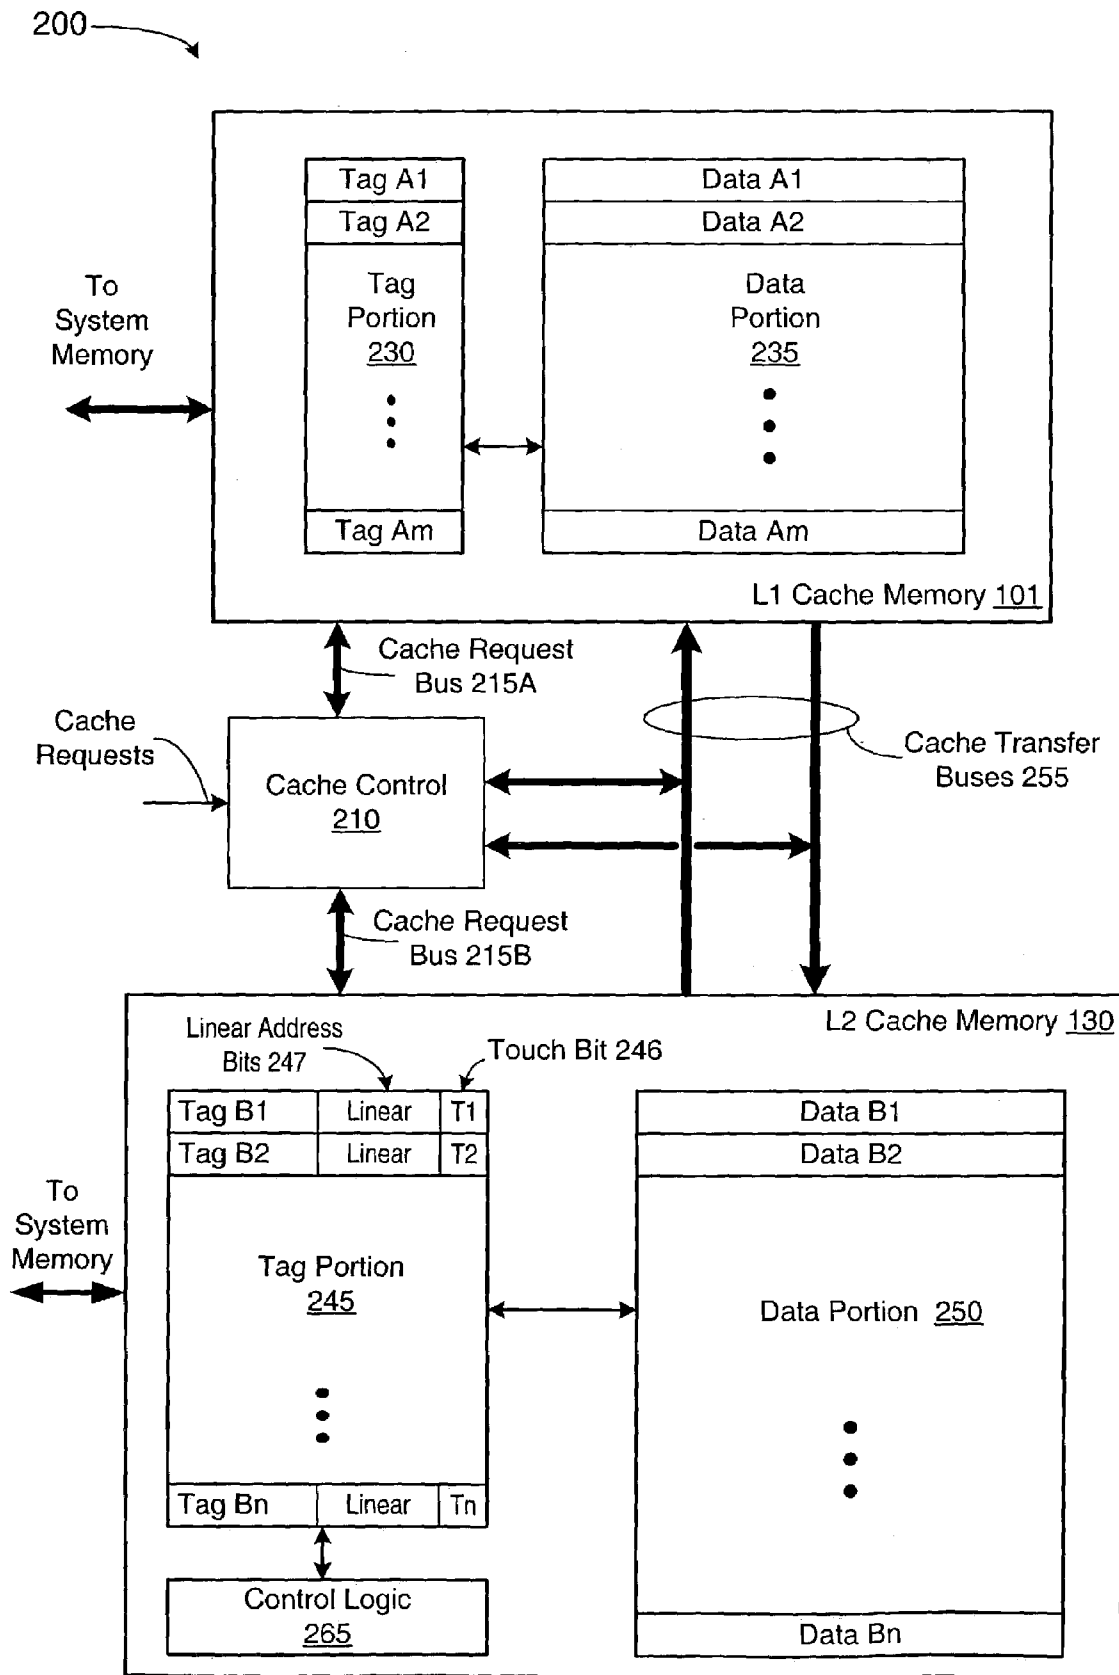 200
Tag A1
Data A1
Tag A2
Data A2
To
System
Memory
Tag
Portion
230
Data
Portion
235
Tag Am
Data Am
L1 Cache Memory 101
Cache Request
Bus 215A
Cache
Requests
Cache Control
210
Cache Transfer
Buses 255
Cache Request
Bus 215B
L2 Cache Memory 130
Linear Address
Bits 247
Touch Bit 246
Tag B1 Linear T1
Data B1
Tag B2 Linear T2
Data B2
To
System
Memory
Tag Portion
245
Data Portion 250
Tag Bn Linear Tn
Control Logic
265
Data Bn